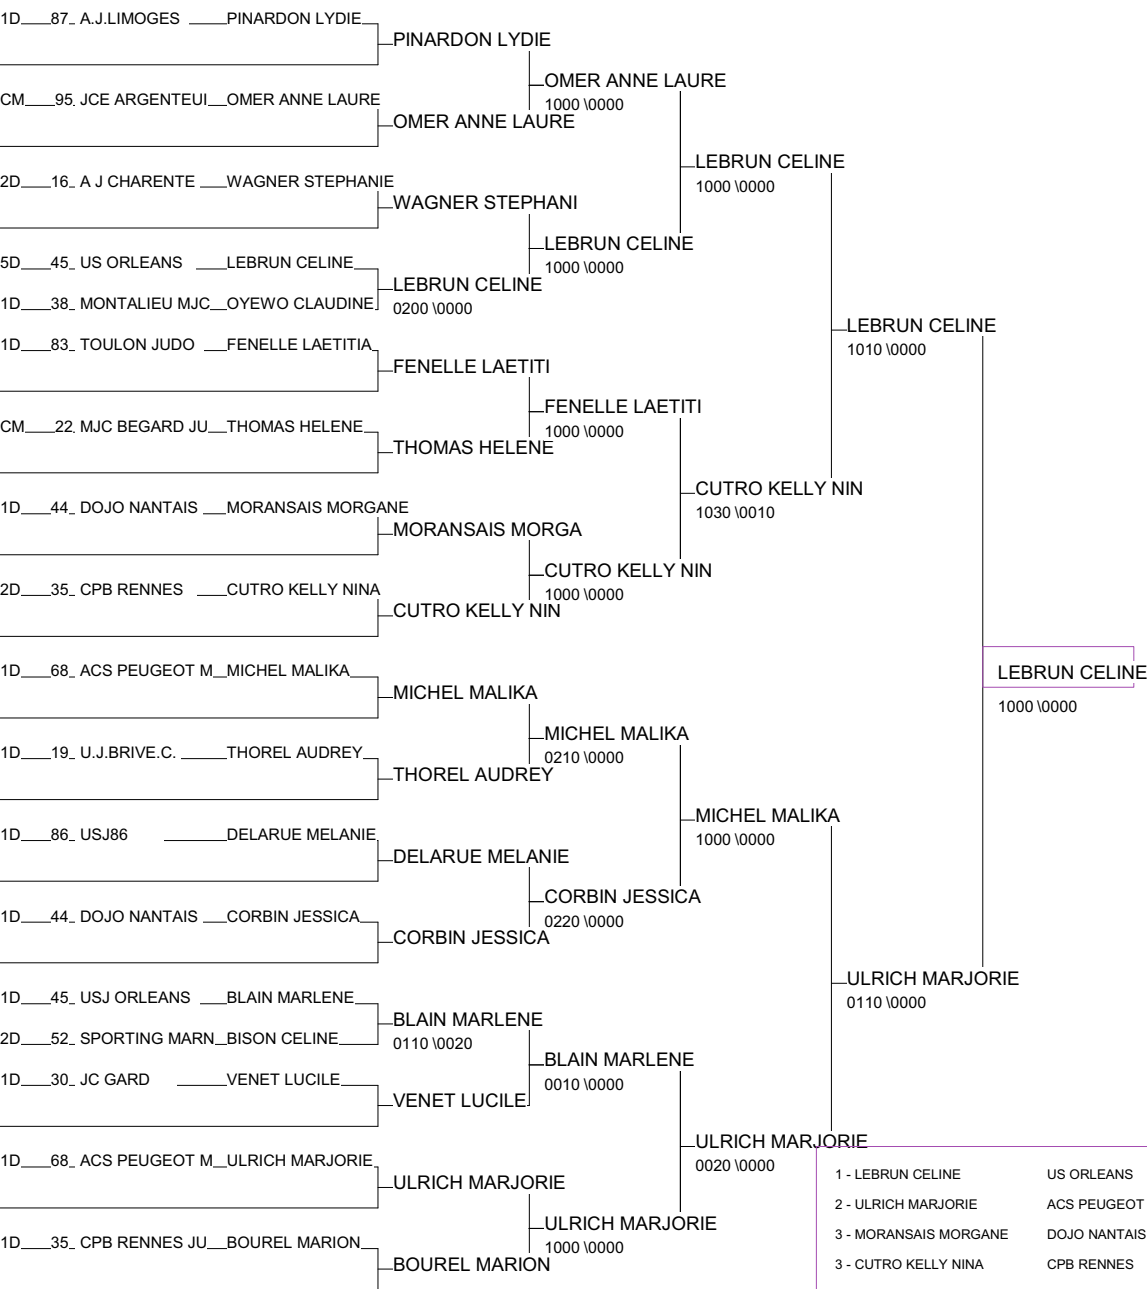 1D 87 A.J.LIMOGES PINARDON LYDIE
PINARDON LYDIE
OMER ANNE LAURE
1000 \0000
CM 95 JCE ARGENTEUI OMER ANNE LAURE
OMER ANNE LAURE
LEBRUN CELINE
1000 \0000
2D 16 A J CHARENTE WAGNER STEPHANIE
WAGNER STEPHANI
LEBRUN CELINE
1000 \0000
5D 45 US ORLEANS LEBRUN CELINE
LEBRUN CELINE
0200 \0000
1D 38 MONTALIEU MJC OYEWO CLAUDINE
LEBRUN CELINE
1010 \0000
1D 83 TOULON JUDO FENELLE LAETITIA
FENELLE LAETITI
FENELLE LAETITI
1000 \0000
CM 22 MJC BEGARD JU THOMAS HELENE
THOMAS HELENE
CUTRO KELLY NIN
1030 \0010
1D 44 DOJO NANTAIS MORANSAIS MORGANE
MORANSAIS MORGA
CUTRO KELLY NIN
1000 \0000
2D 35 CPB RENNES CUTRO KELLY NINA
CUTRO KELLY NIN
LEBRUN CELINE
1000 \0000
1D 68 ACS PEUGEOT M MICHEL MALIKA
MICHEL MALIKA
MICHEL MALIKA
0210 \0000
1D 19 U.J.BRIVE.C. THOREL AUDREY
THOREL AUDREY
MICHEL MALIKA
1000 \0000
1D 86 USJ86 DELARUE MELANIE
DELARUE MELANIE
CORBIN JESSICA
0220 \0000
1D 44 DOJO NANTAIS CORBIN JESSICA
CORBIN JESSICA
ULRICH MARJORIE
0110 \0000
1D 45 USJ ORLEANS BLAIN MARLENE
BLAIN MARLENE
0110 \0020
2D 52 SPORTING MARN BISON CELINE
BLAIN MARLENE
0010 \0000
1D 30 JC GARD VENET LUCILE
VENET LUCILE
ULRICH MARJORIE
0020 \0000
1D 68 ACS PEUGEOT M ULRICH MARJORIE
ULRICH MARJORIE
ULRICH MARJORIE
1000 \0000
1D 35 CPB RENNES JU BOUREL MARION
BOUREL MARION
1 - LEBRUN CELINE US ORLEANS
2 - ULRICH MARJORIE ACS PEUGEOT
3 - MORANSAIS MORGANE DOJO NANTAIS
3 - CUTRO KELLY NINA CPB RENNES